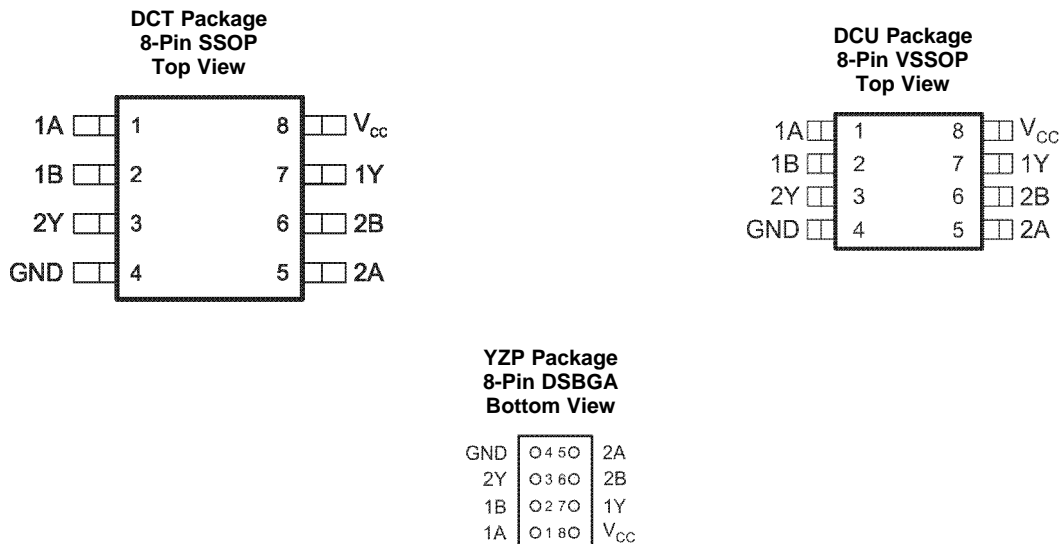 DCT Package
8-Pin SSOP
Top View
1A 1 8 Vcc
1B 2 7 1Y
2Y 3 6 2B
GND 4 5 2A
DCU Package
8-Pin VSSOP
Top View
1A 1 8 VCC
1B 2 7 1Y
2Y 3 6 2B
GND 4 5 2A
YZP Package
8-Pin DSBGA
Bottom View
GND 4 5 2A
2Y 3 6 2B
1B 2 7 1Y
1A 1 8 VCC